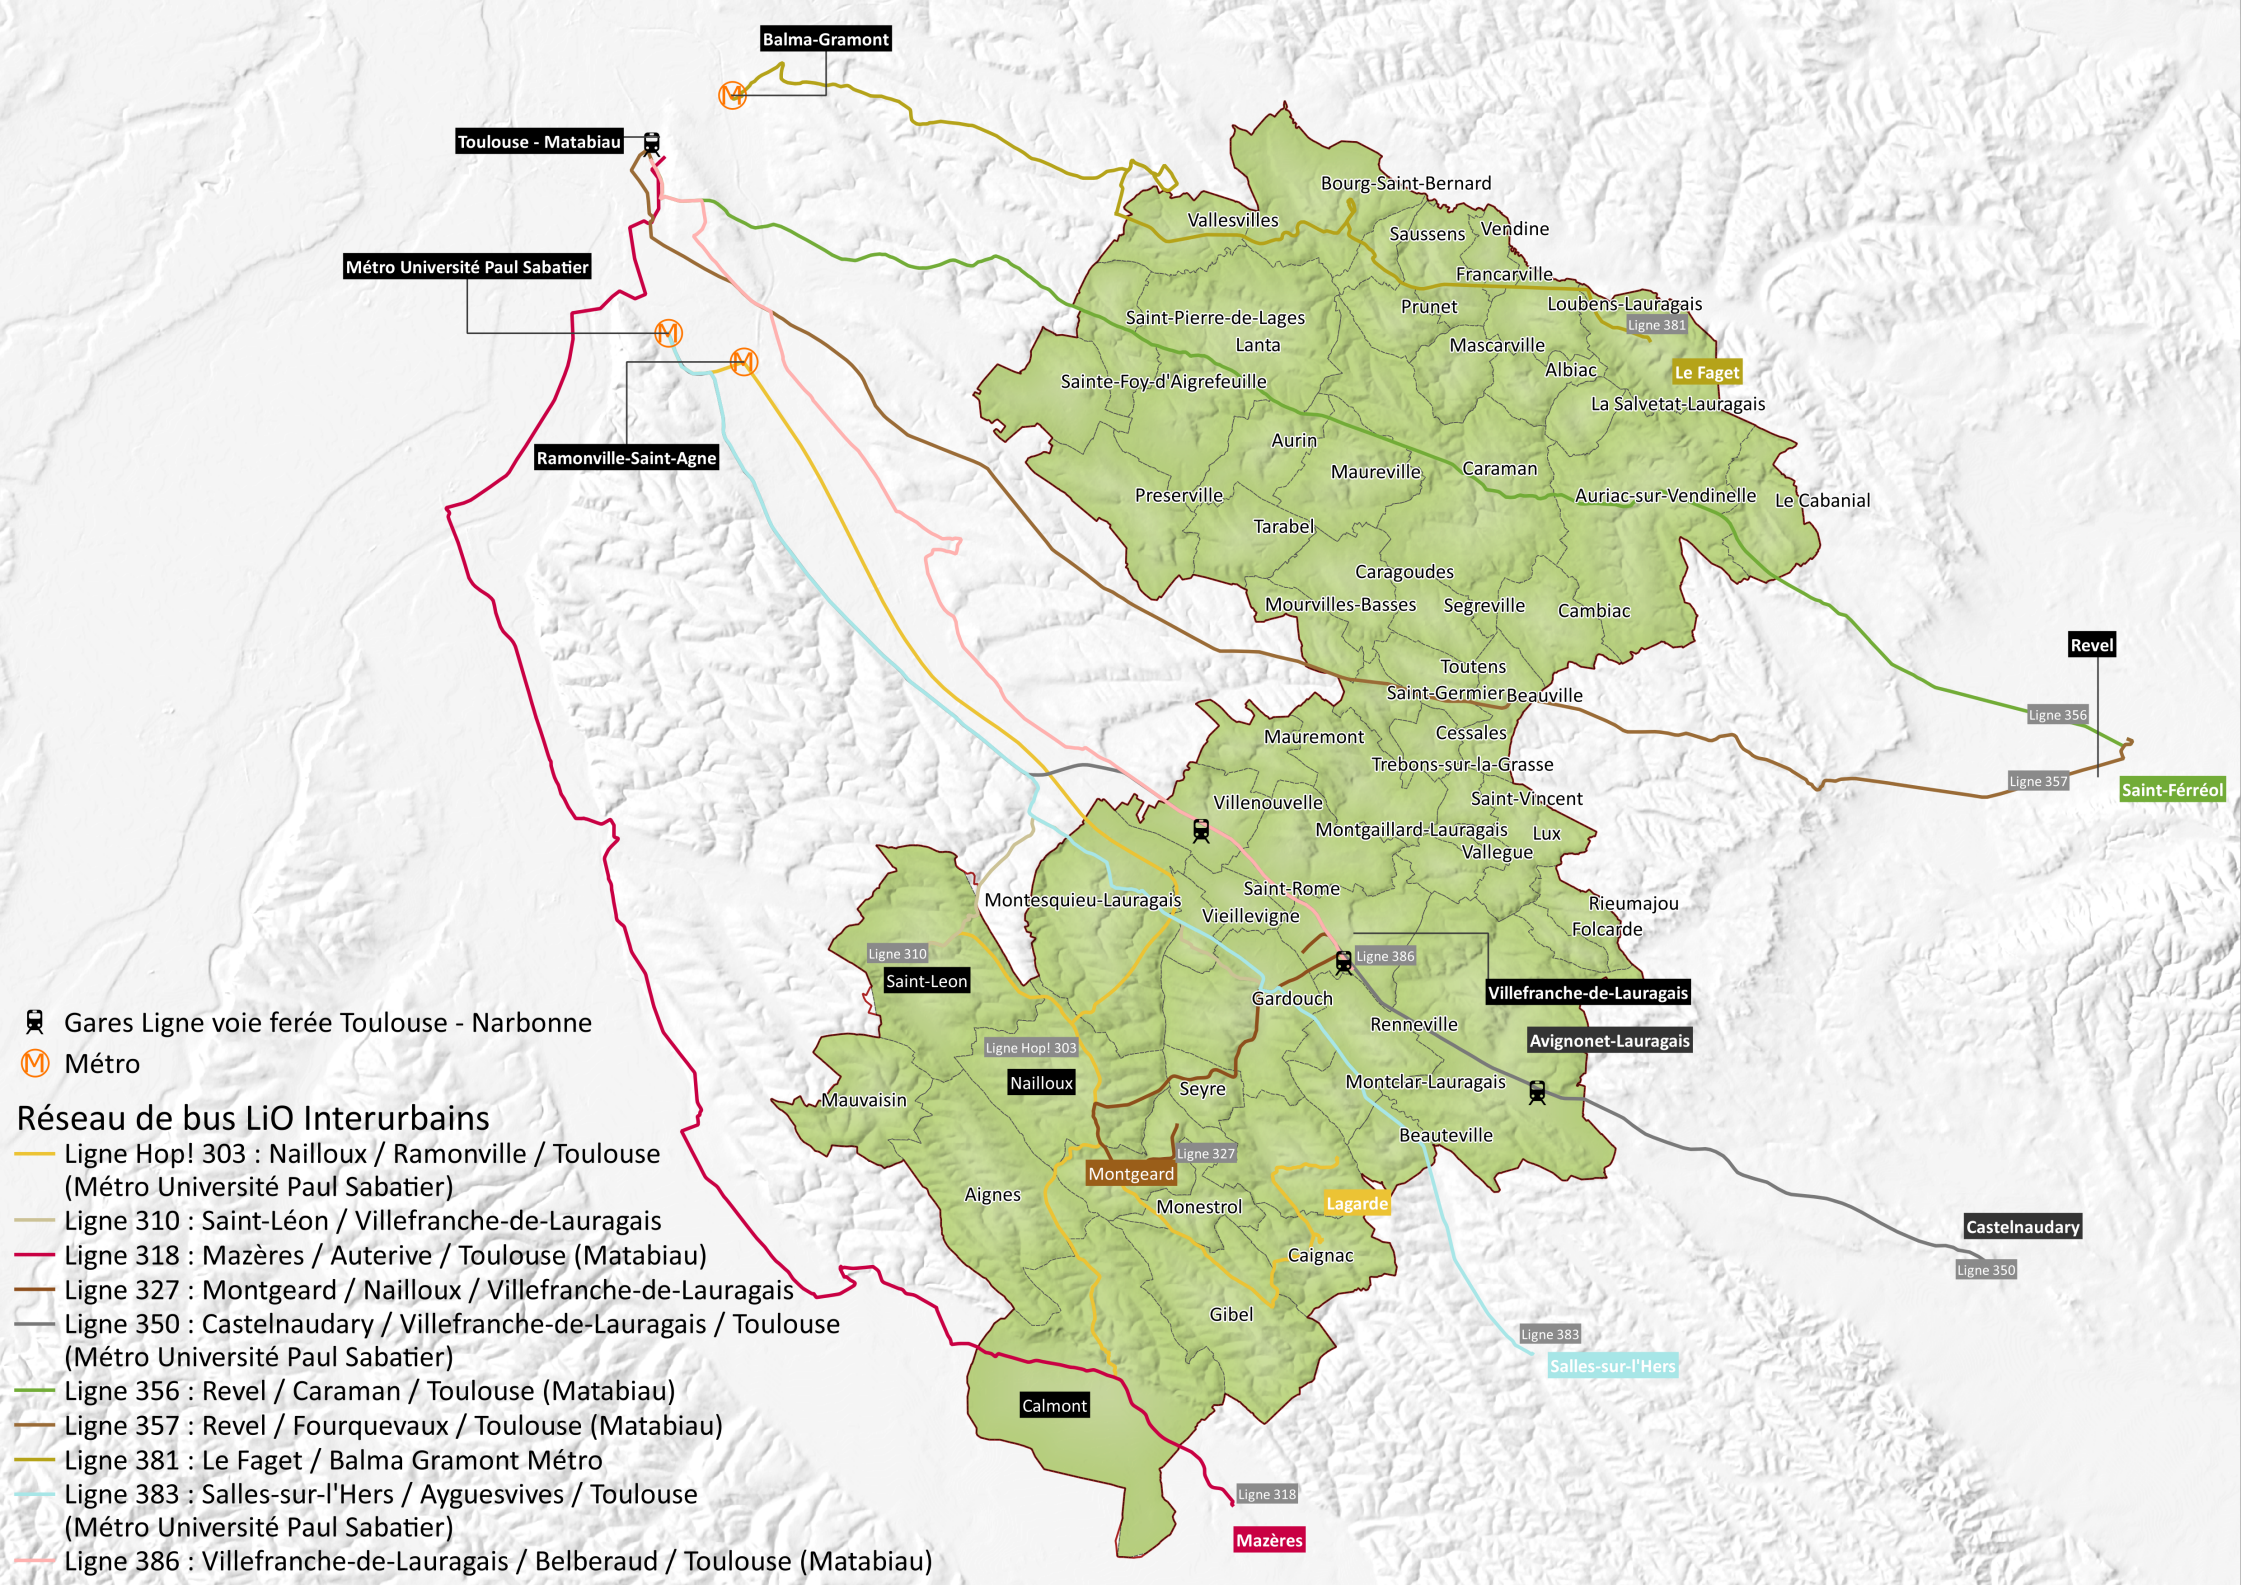 Balma-Gramont
Toulouse - Matabiau
Bourg-Saint-Bernard
Vallesvilles
Saussens
Vendine
Métro Université Paul Sabatier
Francarville
Loubens-Lauragais
Prunet
Saint-Pierre-de-Lages
Ligne 381
Lanta
Mascarville
Albiac
Le Faget
Sainte-Foy-d'Aigrefeuille
La Salvetat-Lauragais
Aurin
Ramonville-Saint-Agne
Maureville
Caraman
Preserville
Auriac-sur-Vendinelle
Le Cabanial
Tarabel
Caragoudes
Mourvilles-Basses
Segreville
Cambiac
Revel
Toutens
Saint-Germier
Beauville
Ligne 356
Mauremont
Cessales
Trebons-sur-la-Grasse
Ligne 357
Saint-Férréol
Villenouvelle
Saint-Vincent
Montgaillard-Lauragais
Lux
Vallegue
Saint-Rome
Montesquieu-Lauragais
Vieillevigne
Rieumajou
Folcarde
Ligne 310
Ligne 386
Saint-Leon
Villefranche-de-Lauragais
Gardouch
Renneville
Avignonet-Lauragais
Ligne Hop! 303
Nailloux
Seyre
Montclar-Lauragais
Mauvaisin
Beauteville
Ligne 327
Montgeard
Aignes
Monestrol
Lagarde
Castelnaudary
Caignac
Ligne 350
Gibel
Ligne 383
Salles-sur-l'Hers
Calmont
Ligne 318
Mazères
Gares Ligne voie ferée Toulouse - Narbonne
M Métro
Réseau de bus LiO Interurbains
Ligne Hop! 303 : Nailloux / Ramonville / Toulouse
(Métro Université Paul Sabatier)
Ligne 310 : Saint-Léon / Villefranche-de-Lauragais
Ligne 318 : Mazères / Auterive / Toulouse (Matabiau)
Ligne 327 : Montgeard / Nailloux / Villefranche-de-Lauragais
Ligne 350 : Castelnaudary / Villefranche-de-Lauragais / Toulouse
(Métro Université Paul Sabatier)
Ligne 356 : Revel / Caraman / Toulouse (Matabiau)
Ligne 357 : Revel / Fourquevaux / Toulouse (Matabiau)
Ligne 381 : Le Faget / Balma Gramont Métro
Ligne 383 : Salles-sur-l'Hers / Ayguesvives / Toulouse
(Métro Université Paul Sabatier)
Ligne 386 : Villefranche-de-Lauragais / Belberaud / Toulouse (Matabiau)